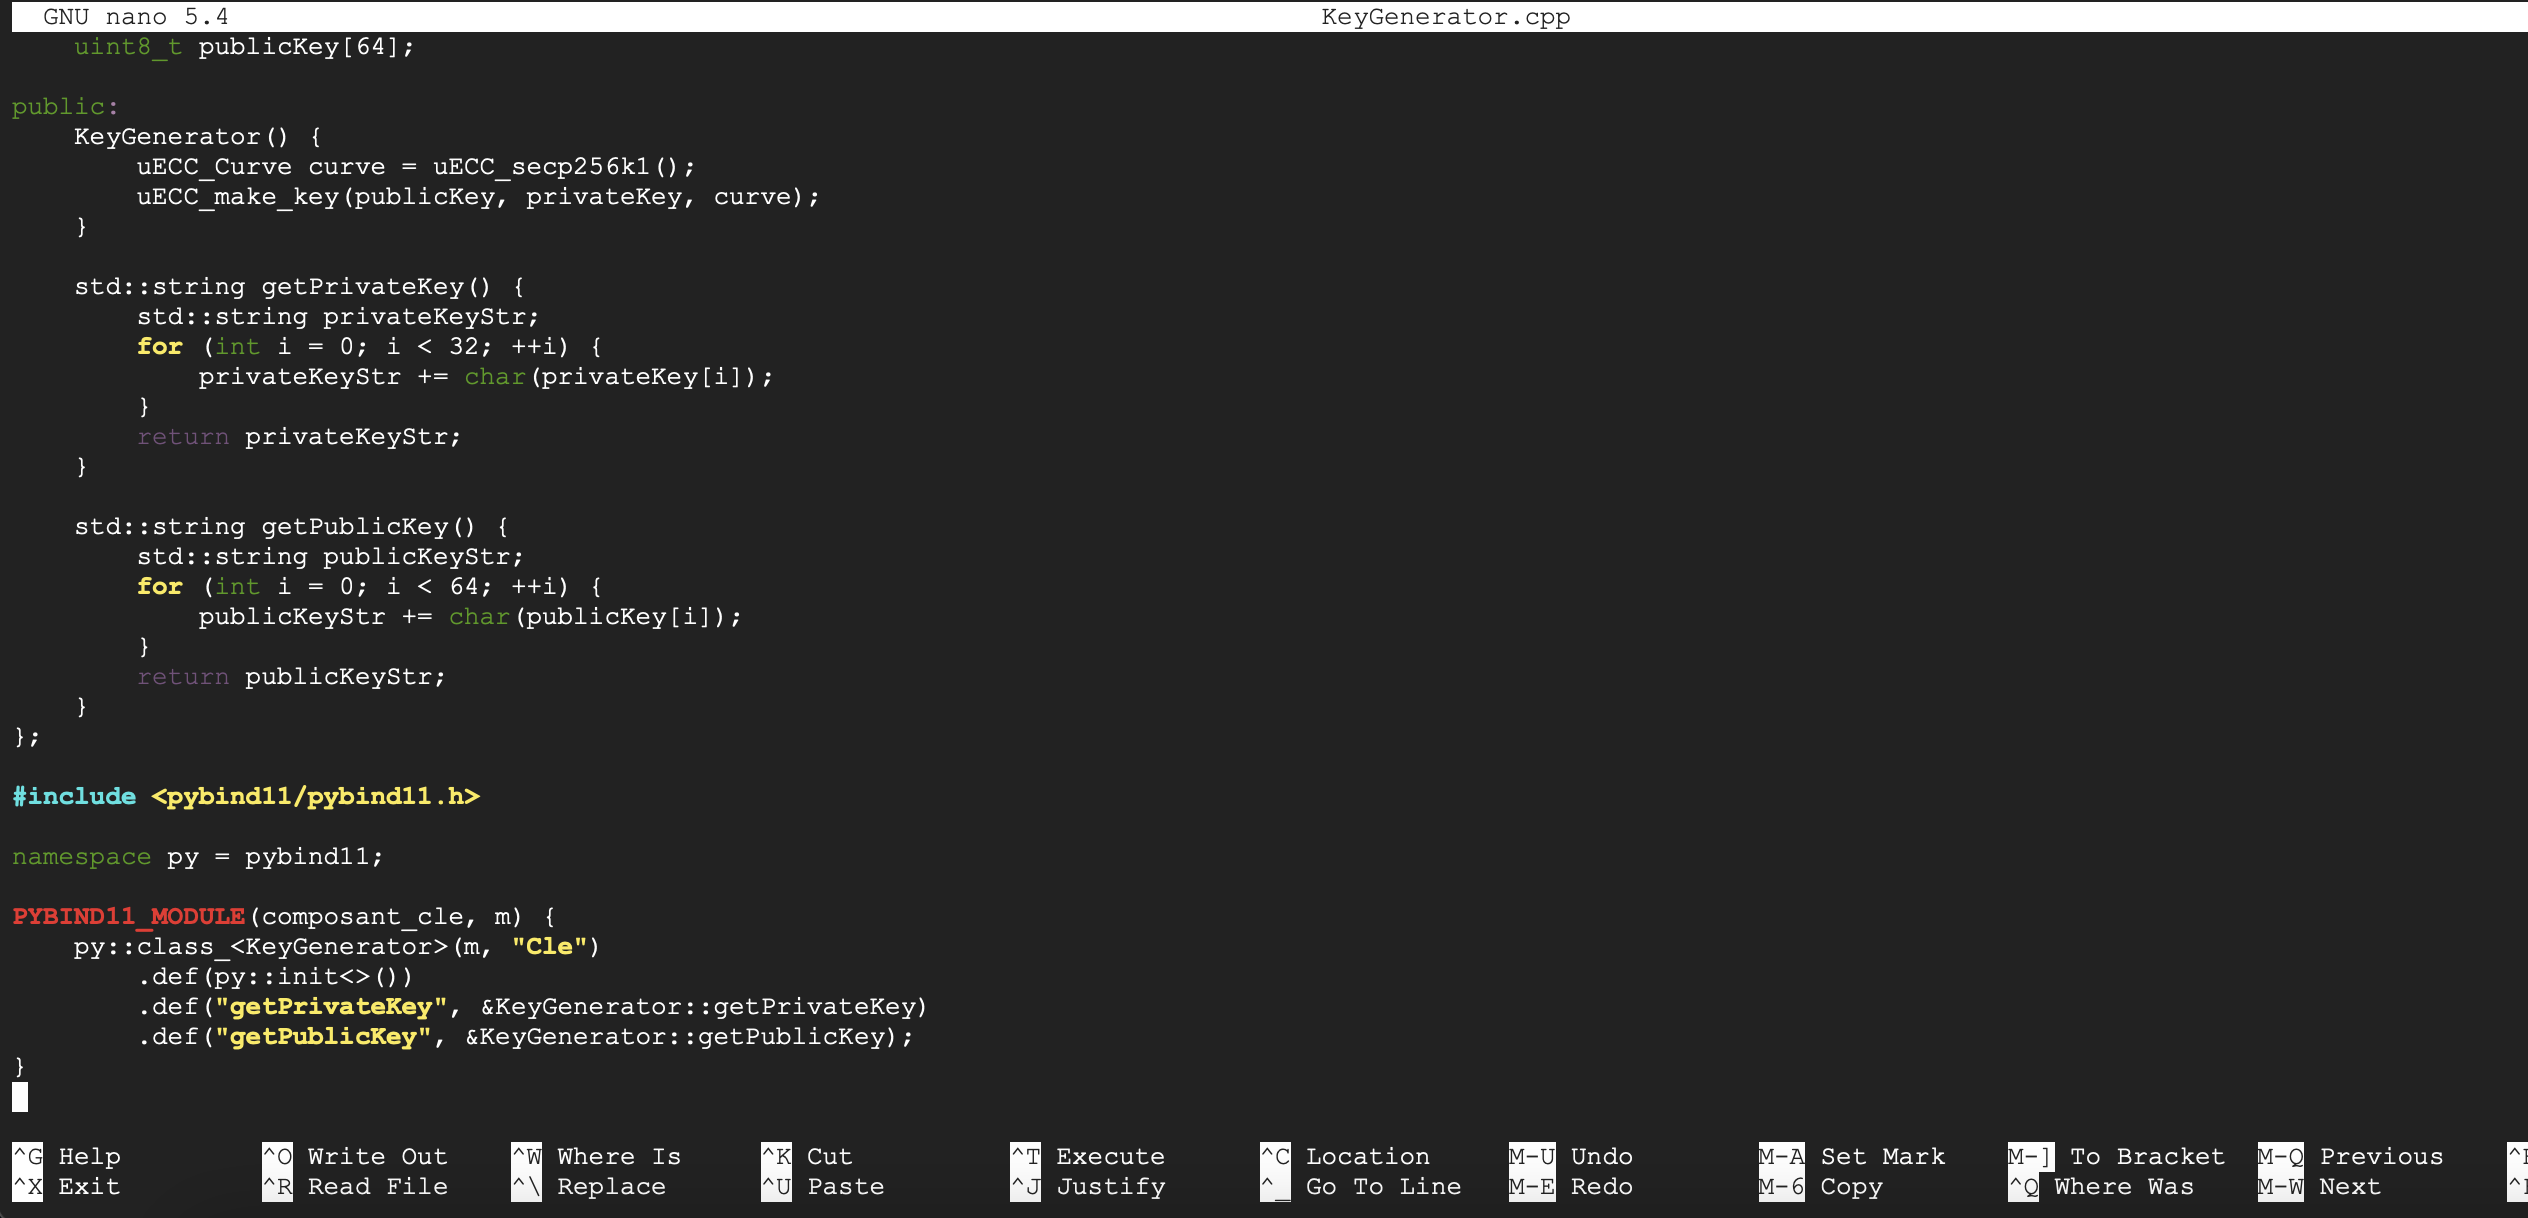 GNU nano 5.4 KeyGenerator.cpp
    uint8_t publicKey[64];

public:
    KeyGenerator() {
        uECC_Curve curve = uECC_secp256k1();
        uECC_make_key(publicKey, privateKey, curve);
    }

    std::string getPrivateKey() {
        std::string privateKeyStr;
        for (int i = 0; i < 32; ++i) {
            privateKeyStr += char(privateKey[i]);
        }
        return privateKeyStr;
    }

    std::string getPublicKey() {
        std::string publicKeyStr;
        for (int i = 0; i < 64; ++i) {
            publicKeyStr += char(publicKey[i]);
        }
        return publicKeyStr;
    }
};

#include <pybind11/pybind11.h>

namespace py = pybind11;

PYBIND11_MODULE(composant_cle, m) {
    py::class_<KeyGenerator>(m, "Cle")
        .def(py::init<>())
        .def("getPrivateKey", &KeyGenerator::getPrivateKey)
        .def("getPublicKey", &KeyGenerator::getPublicKey);
}

^G Help ^O Write Out ^W Where Is ^K Cut ^T Execute ^C Location M-U Undo M-A Set Mark M-] To Bracket M-Q Previous
^X Exit ^R Read File ^\ Replace ^U Paste ^J Justify ^_ Go To Line M-E Redo M-6 Copy ^Q Where Was M-W Next